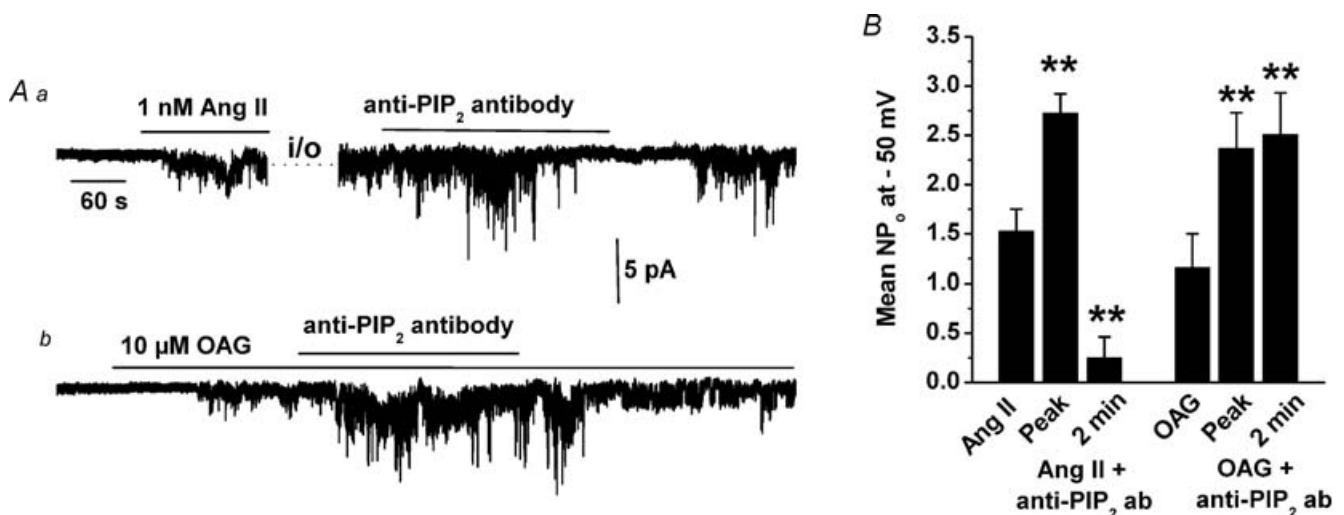 A a
1 nM Ang II
i/o
anti-PIP2 antibody
60 s
5 pA
b
10 µM OAG
anti-PIP2 antibody
B
Mean NPo at - 50 mV
3.5
3.0
2.5
2.0
1.5
1.0
0.5
0.0
**
**
**
**
Ang II
Peak
2 min
OAG
Peak
2 min
Ang II +
anti-PIP2 ab
OAG +
anti-PIP2 ab